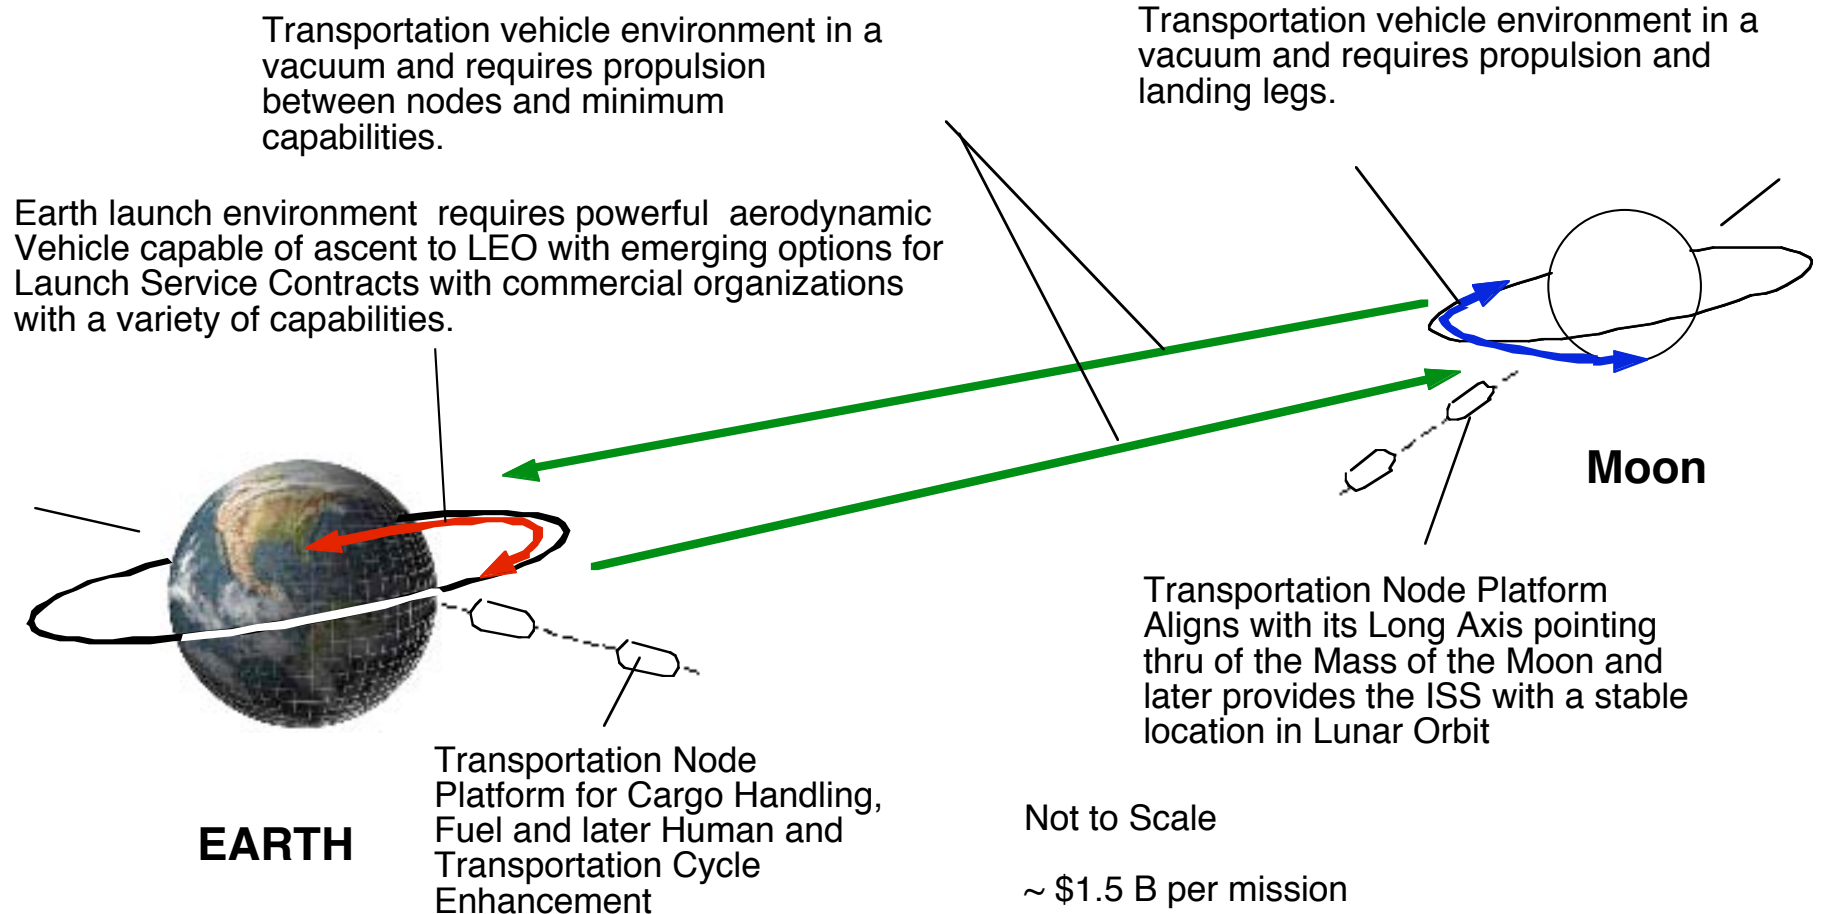 Transportation vehicle environment in a
vacuum and requires propulsion
between nodes and minimum
capabilities.
Transportation vehicle environment in a
vacuum and requires propulsion and
landing legs.
Earth launch environment  requires powerful  aerodynamic
Vehicle capable of ascent to LEO with emerging options for
Launch Service Contracts with commercial organizations
with a variety of capabilities.
Moon
Transportation Node Platform
Aligns with its Long Axis pointing
thru of the Mass of the Moon and
later provides the ISS with a stable
location in Lunar Orbit
Transportation Node
Platform for Cargo Handling,
Fuel and later Human and
Transportation Cycle
Enhancement
EARTH
Not to Scale
~ $1.5 B per mission